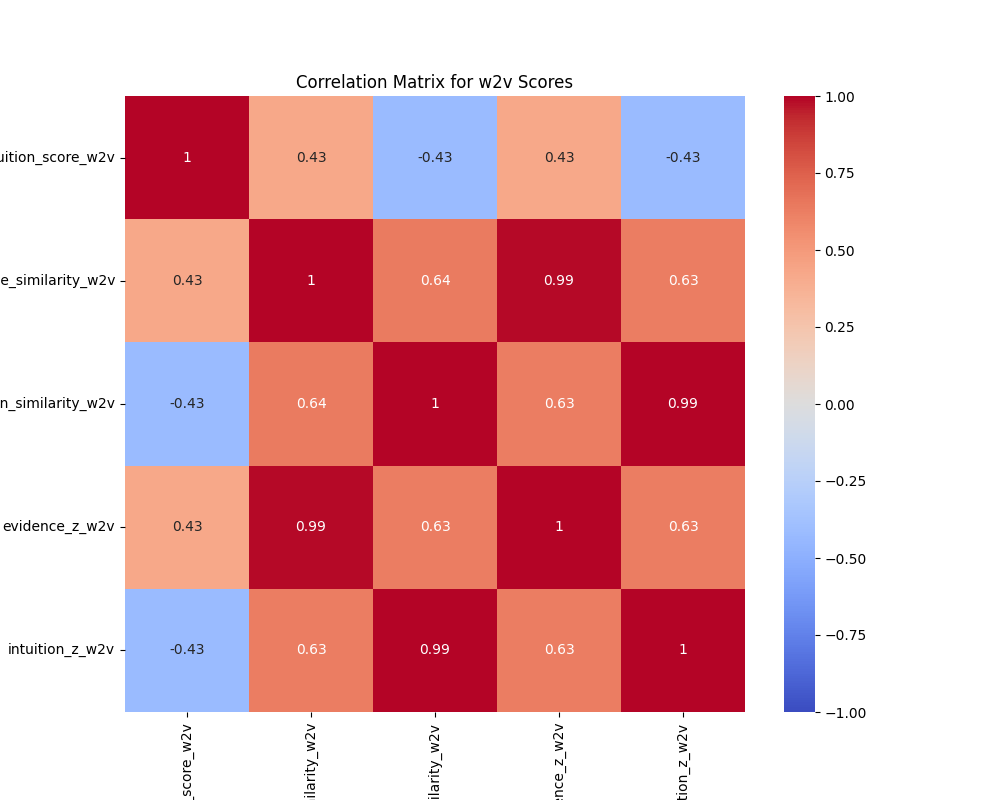 Correlation Matrix for w2v Scores
uition_score_w2v
1 0.43 -0.43 0.43 -0.43
e_similarity_w2v
0.43 1 0.64 0.99 0.63
n_similarity_w2v
-0.43 0.64 1 0.63 0.99
evidence_z_w2v
0.43 0.99 0.63 1 0.63
intuition_z_w2v
-0.43 0.63 0.99 0.63 1
_score_w2v
ilarity_w2v
ilarity_w2v
ence_z_w2v
tion_z_w2v
1.00
0.75
0.50
0.25
0.00
−0.25
−0.50
−0.75
−1.00